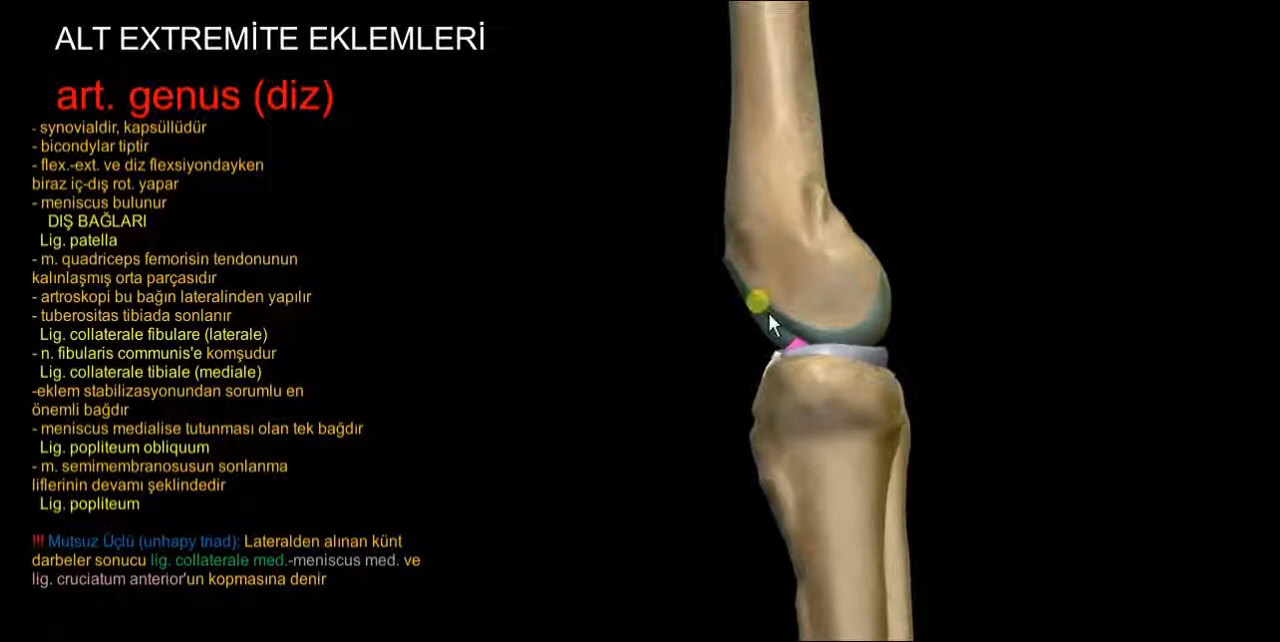 ALT EXTREMİTE EKLEMLERİ
art. genus (diz)
- synovialdir, kapsüllüdür
- bicondylar tiptir
- flex.-ext. ve diz flexsiyondayken
biraz iç-dış rot. yapar
- meniscus bulunur
DIŞ BAĞLARI
Lig. patella
- m. quadriceps femorisin tendonunun
kalınlaşmış orta parçasıdır
- artroskopi bu bağın lateralinden yapılır
- tuberositas tibiada sonlanır
Lig. collaterale fibulare (laterale)
- n. fibularis communis'e komşudur
Lig. collaterale tibiale (mediale)
-eklem stabilizasyonundan sorumlu en
önemli bağdır
- meniscus medialise tutunması olan tek bağdır
Lig. popliteum obliquum
- m. semimembranosusun sonlanma
liflerinin devamı şeklindedir
Lig. popliteum
!!! Mutsuz Üçlü (unhapy triad): Lateralden alınan künt
darbeler sonucu lig. collaterale med.-meniscus med. ve
lig. cruciatum anterior'un kopmasına denir